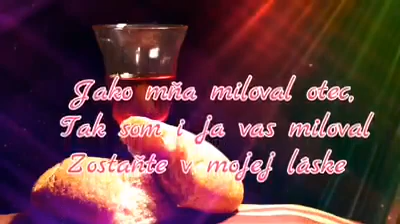 Jako mňa miloval otec,
Tak som i ja vas miloval
Zostaňte v mojej láske